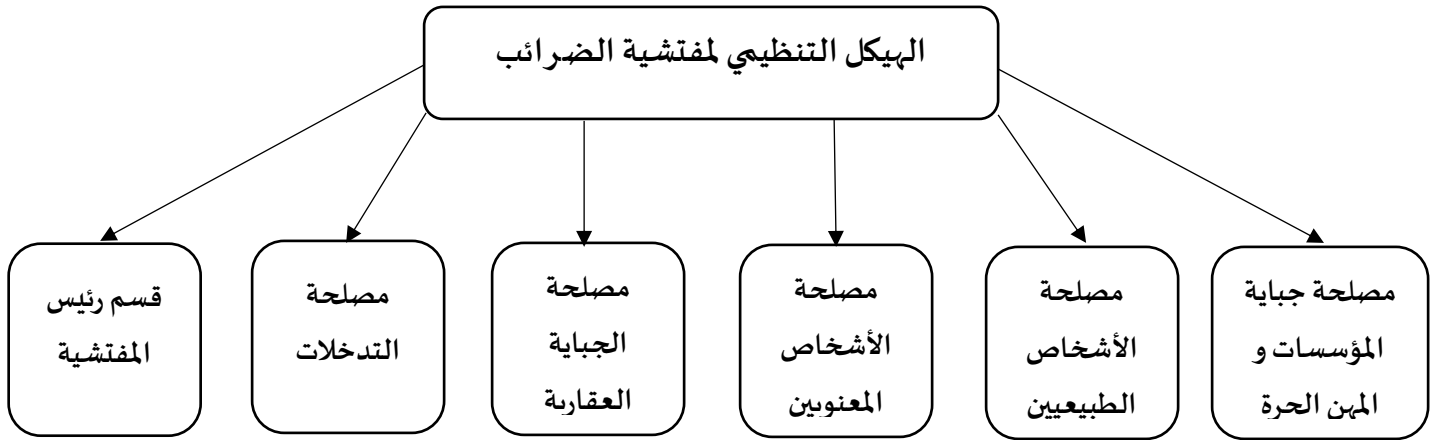 الهيكل التنظيمي لمفتشية الضرائب
مصلحة جباية
المؤسسات و
المهن الحرة
مصلحة
الأشخاص
الطبيعيين
مصلحة
الأشخاص
المعنويين
مصلحة
الجباية
العقارية
مصلحة
التدخلات
قسم رئيس
المفتشية